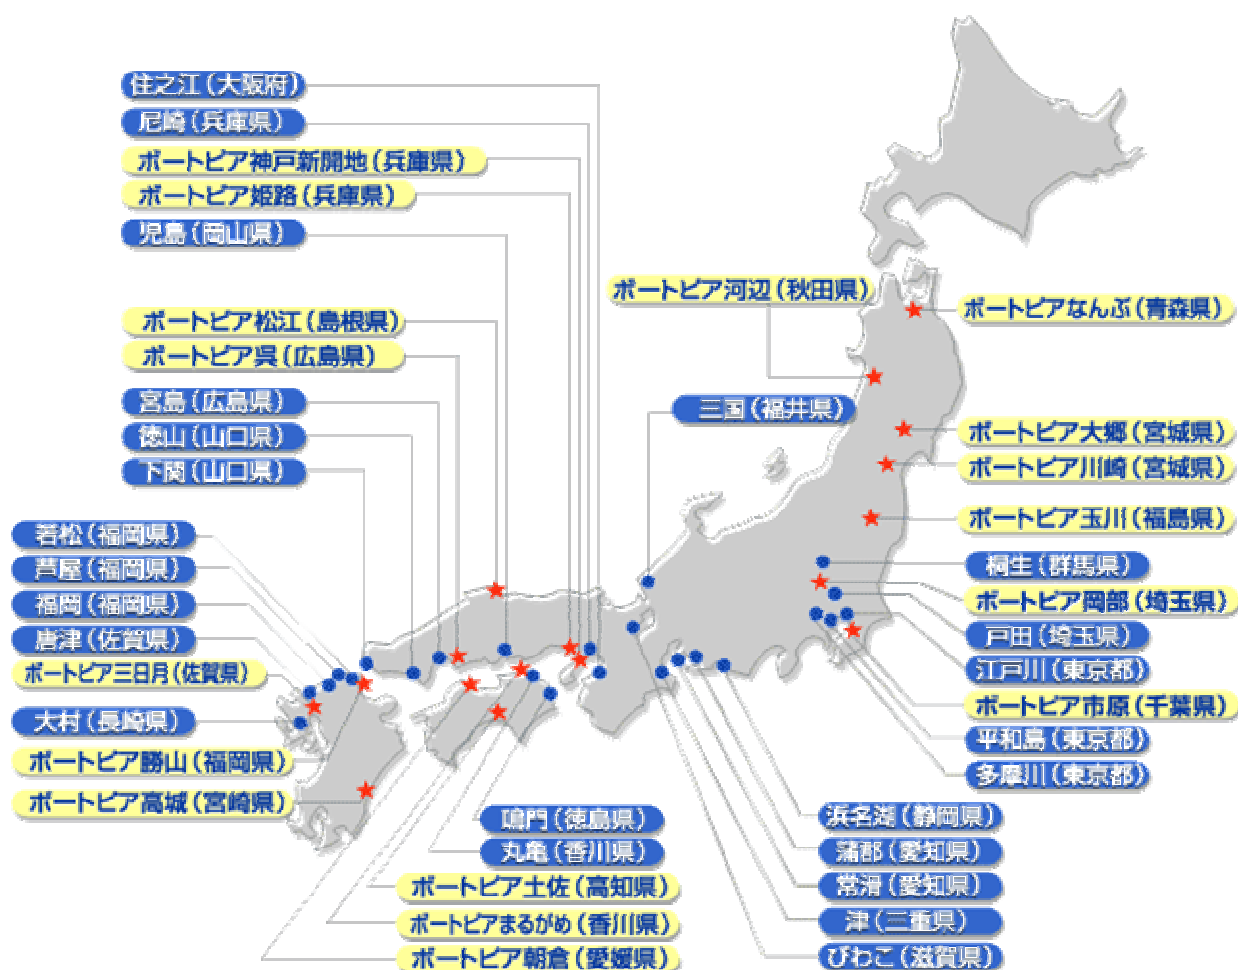 住之江(大阪府)
尼崎(兵庫県)
ボートピア神戸新開地(兵庫県)
ボートピア姫路(兵庫県)
児島(岡山県)
ボートピア松江(島根県)
ボートピア呉(広島県)
宮島(広島県)
徳山(山口県)
下関(山口県)
若松(福岡県)
芦屋(福岡県)
福岡(福岡県)
唐津(佐賀県)
ボートピア三日月(佐賀県)
大村(長崎県)
ボートピア勝山(福岡県)
ボートピア高城(宮崎県)
ボートピア河辺(秋田県)
ボートピアなんぶ(青森県)
三国(福井県)
ボートピア大郷(宮城県)
ボートピア川崎(宮城県)
ボートピア玉川(福島県)
桐生(群馬県)
ボートピア岡部(埼玉県)
戸田(埼玉県)
江戸川(東京都)
ボートピア市原(千葉県)
平和島(東京都)
多摩川(東京都)
鳴門(徳島県)
丸亀(香川県)
ボートピア土佐(高知県)
ボートピアまるがめ(香川県)
ボートピア朝倉(愛媛県)
浜名湖(静岡県)
蒲郡(愛知県)
常滑(愛知県)
津(三重県)
びわこ(滋賀県)